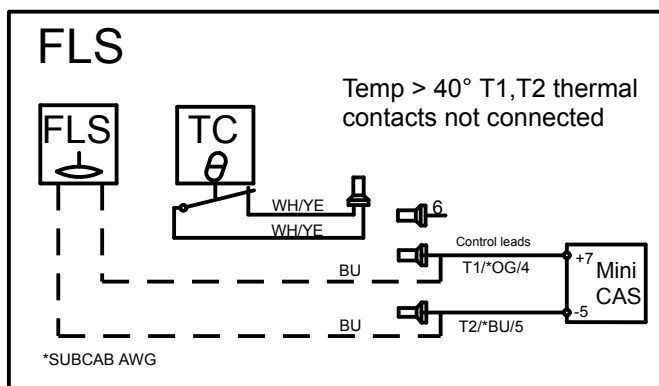 FLS
FLS
TC
Temp > 40° T1,T2 thermal
contacts not connected
WH/YE
WH/YE
6
Control leads
BU
T1/*OG/4
+7
Mini
CAS
BU
T2/*BU/5
-5
*SUBCAB AWG